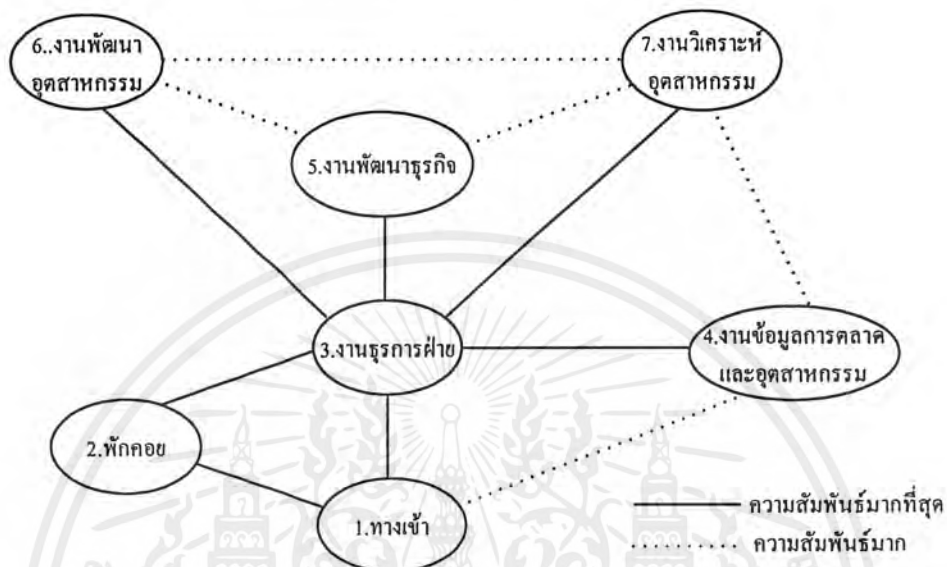 6..งานพัฒนา
อุตสาหกรรม
7.งานวิเคราะห์
อุตสาหกรรม
5.งานพัฒนาธุรกิจ
3.งานธุรการฝ่าย
4.งานข้อมูลการตลาด
และอุตสาหกรรม
2.พักคอย
1.ทางเข้า
ความสัมพันธ์มากที่สุด
ความสัมพันธ์มาก